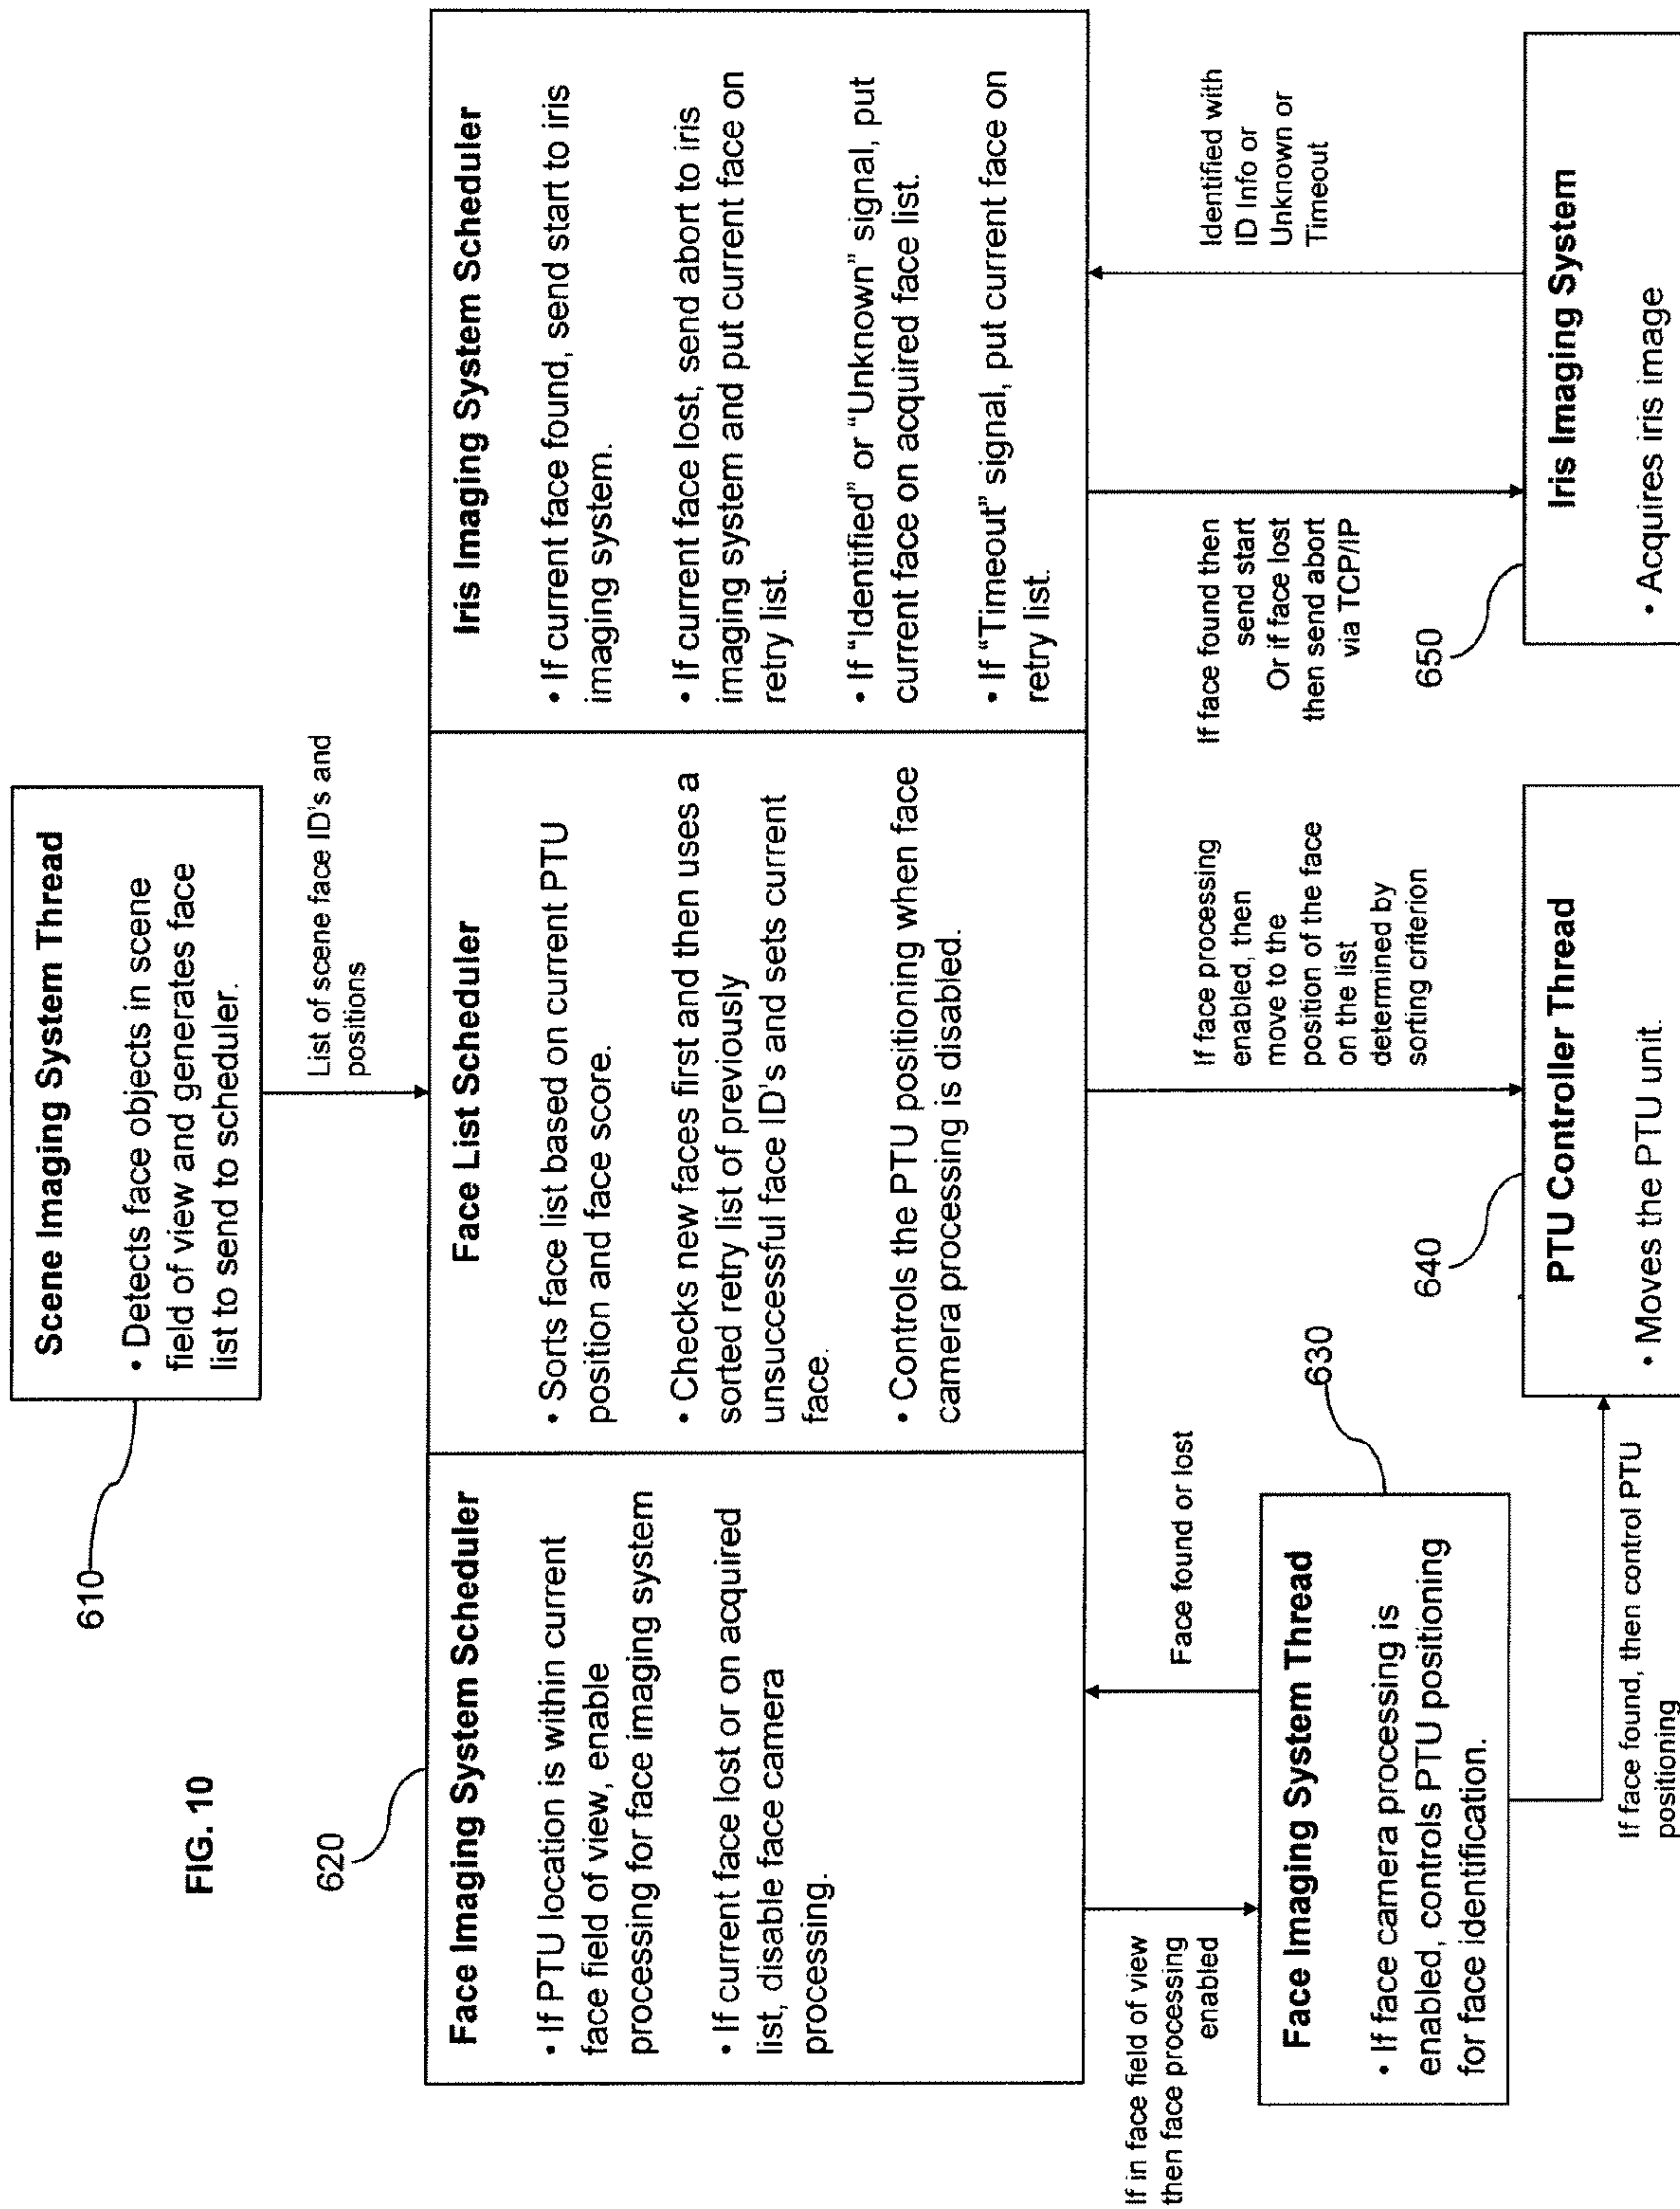 FIG. 10
610
Scene Imaging System Thread
• Detects face objects in scene
field of view and generates face
list to send to scheduler.
List of scene face ID's and
positions
620
Face Imaging System Scheduler
• If PTU location is within current
face field of view, enable
processing for face imaging system
• If current face lost or on acquired
list, disable face camera
processing.
Face List Scheduler
• Sorts face list based on current PTU
position and face score.
• Checks new faces first and then uses a
sorted retry list of previously
unsuccessful face ID's and sets current
face.
• Controls the PTU positioning when face
camera processing is disabled.
Iris Imaging System Scheduler
• If current face found, send start to iris
imaging system.
• If current face lost, send abort to iris
imaging system and put current face on
retry list.
• If "Identified" or "Unknown" signal, put
current face on acquired face list.
• If "Timeout" signal, put current face on
retry list.
If in face field of view
then face processing
enabled
Face found or lost
630
Face Imaging System Thread
• If face camera processing is
enabled, controls PTU positioning
for face identification.
If face found, then control PTU
positioning
If face processing
enabled, then
move to the
position of the face
on the list
determined by
sorting criterion
640
PTU Controller Thread
• Moves the PTU unit.
If face found then
send start
Or if face lost
then send abort
via TCP/IP
Identified with
ID Info or
Unknown or
Timeout
650
Iris Imaging System
• Acquires iris image